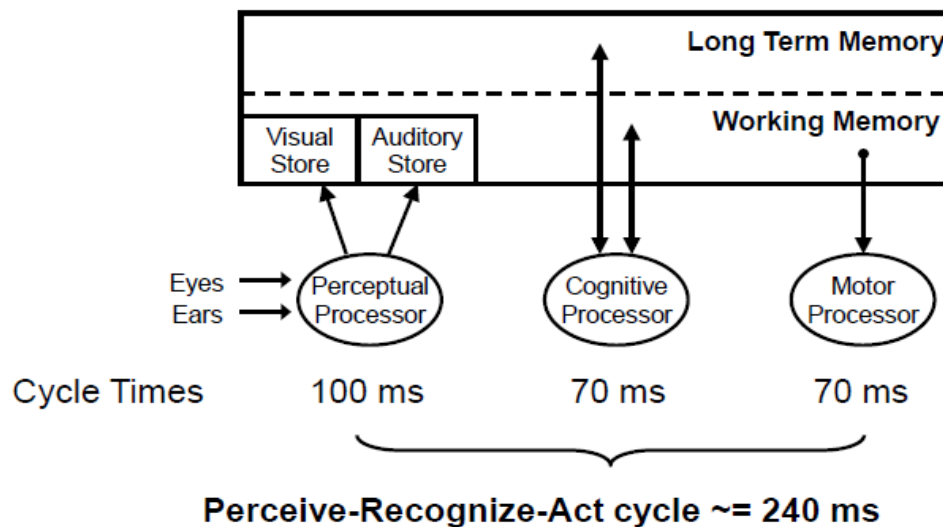 Long Term Memory
Working Memory
Visual
Store
Auditory
Store
Eyes
Ears
Perceptual
Processor
Cognitive
Processor
Motor
Processor
Cycle Times
100 ms
70 ms
70 ms
Perceive-Recognize-Act cycle ~= 240 ms